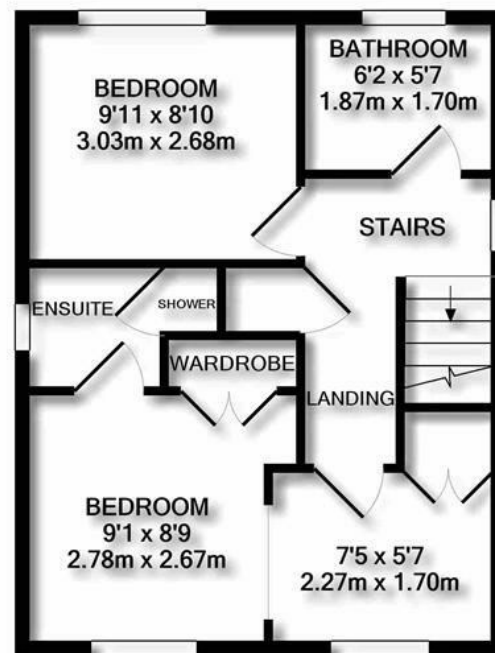 BEDROOM
9'11 x 8'10
3.03m x 2.68m
BATHROOM
6'2 x 5'7
1.87m x 1.70m
STAIRS
ENSUITE
SHOWER
WARDROBE
LANDING
BEDROOM
9'1 x 8'9
2.78m x 2.67m
7'5 x 5'7
2.27m x 1.70m